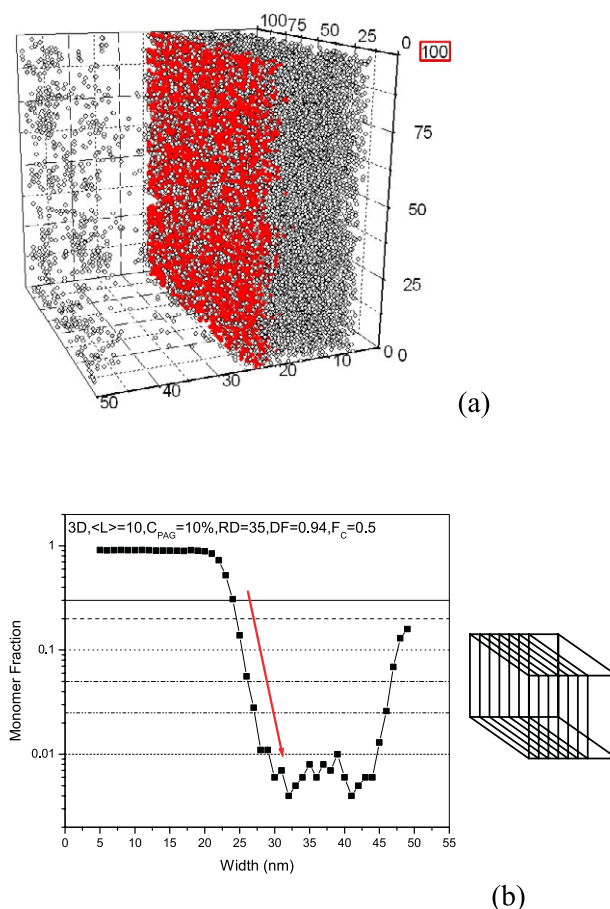 100 75 50 25 0 100
75
50
25
0 0
50 40 30 20 10
(a)
3D,<L>=10,C_PAG=10%,RD=35,DF=0.94,F_C=0.5
1
0.1
0.01
Monomer Fraction
0 5 10 15 20 25 30 35 40 45 50 55
Width (nm)
(b)